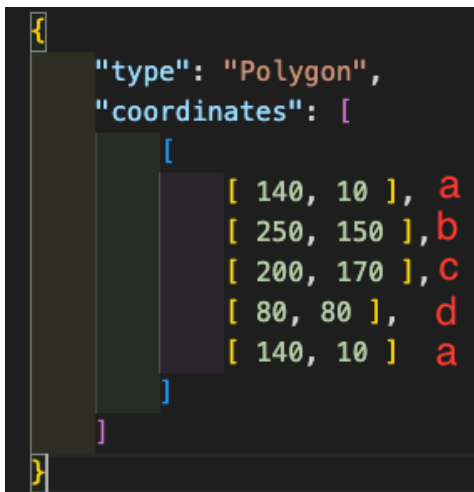 {
"type": "Polygon",
"coordinates": [
[
[ 140, 10 ], a
[ 250, 150 ], b
[ 200, 170 ], c
[ 80, 80 ], d
[ 140, 10 ] a
]
]
}